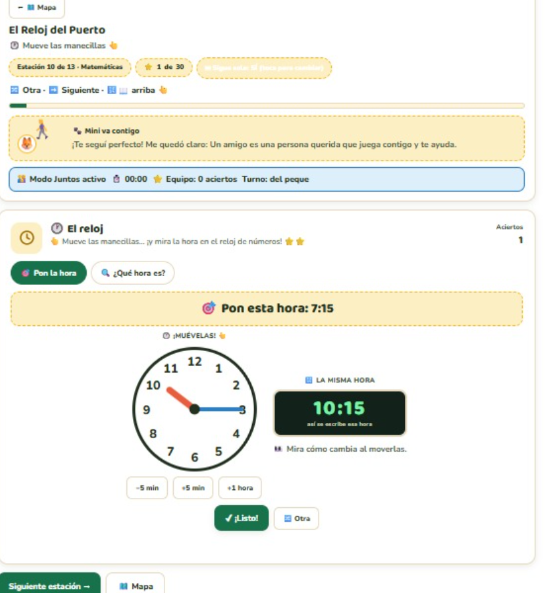 ← Mapa
El Reloj del Puerto
Mueve las manecillas
Estación 10 de 13 · Matemáticas
1 de 30
Otra · Siguiente · arriba
Mini va contigo
¡Te seguí perfecto! Me quedó claro: Un amigo es una persona querida que juega contigo y te ayuda.
Modo Juntos activo 00:00 Equipo: 0 aciertos Turno: del peque
El reloj
Mueve las manecillas... ¡y mira la hora en el reloj de números!
Aciertos
1
Pon la hora
¿Qué hora es?
Pon esta hora: 7:15
¡MUÉVELAS!
12
11 1
10 2
9 3
8 4
7 5
6
LA MISMA HORA
10:15
así se escribe esa hora
Mira cómo cambia al moverlas.
-5 min +5 min +1 hora
✓ ¡Listo!
Otra
Siguiente estación →
Mapa